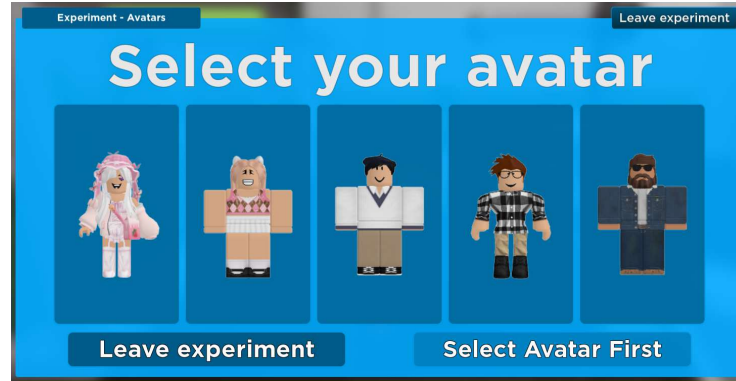 Experiment - Avatars
Leave experiment
Select your avatar
Leave experiment
Select Avatar First